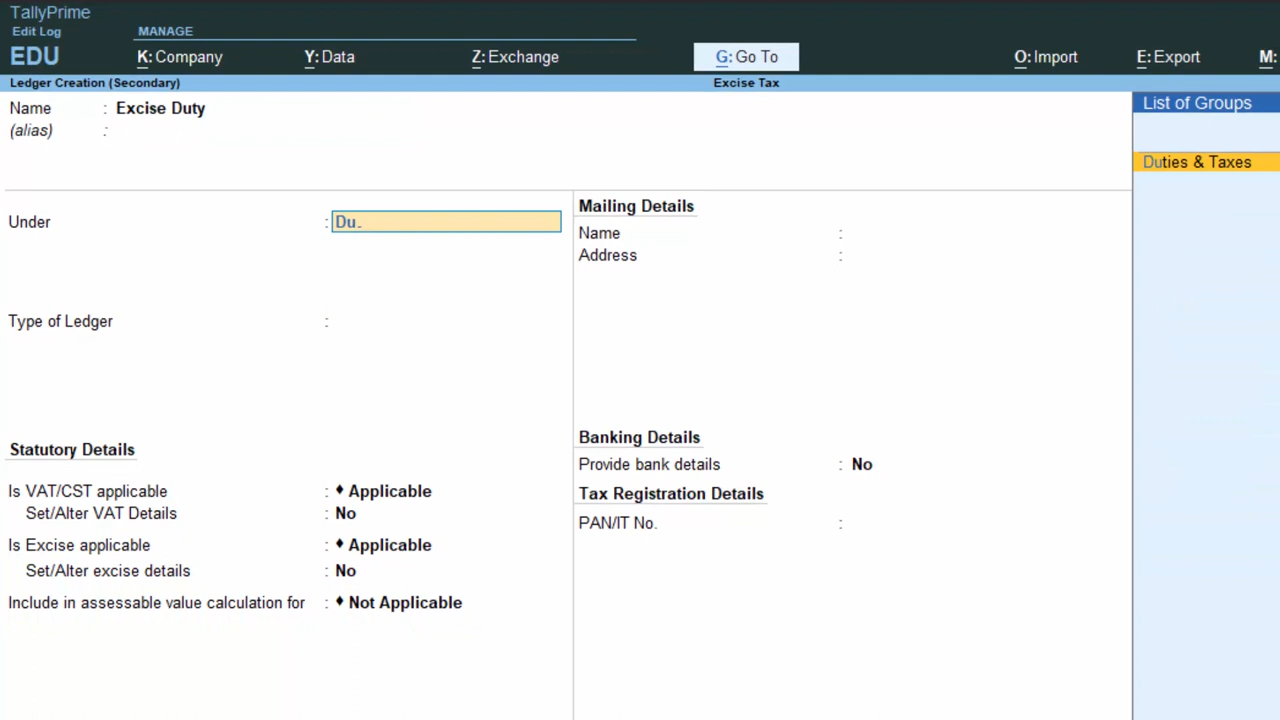 TallyPrime
Edit Log
MANAGE
EDU
K: Company
Y: Data
Z: Exchange
G: Go To
O: Import
E: Export
M:
Ledger Creation (Secondary)
Excise Tax
Name : Excise Duty
(alias) :
List of Groups
Duties & Taxes
Under : Du
Type of Ledger :
Mailing Details
Name :
Address :
Statutory Details
Is VAT/CST applicable : ♦ Applicable
Set/Alter VAT Details : No
Is Excise applicable : ♦ Applicable
Set/Alter excise details : No
Include in assessable value calculation for : ♦ Not Applicable
Banking Details
Provide bank details : No
Tax Registration Details
PAN/IT No. :